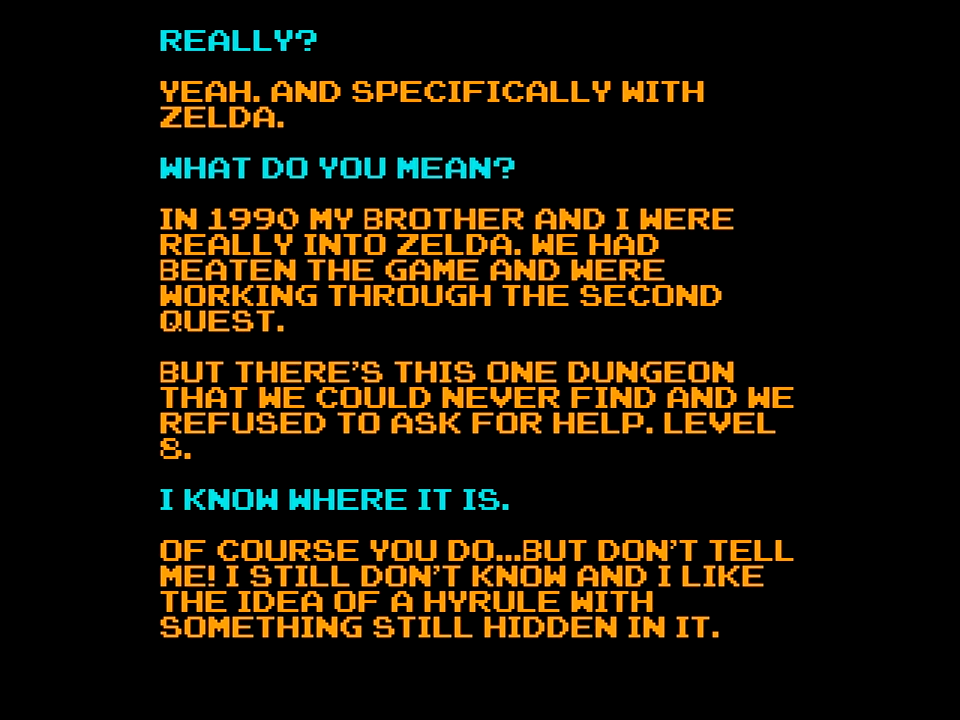 REALLY?
YEAH. AND SPECIFICALLY WITH
ZELDA.
WHAT DO YOU MEAN?
IN 1990 MY BROTHER AND I WERE
REALLY INTO ZELDA. WE HAD
BEATEN THE GAME AND WERE
WORKING THROUGH THE SECOND
QUEST.
BUT THERE'S THIS ONE DUNGEON
THAT WE COULD NEVER FIND AND WE
REFUSED TO ASK FOR HELP. LEVEL
8.
I KNOW WHERE IT IS.
OF COURSE YOU DO...BUT DON'T TELL
ME! I STILL DON'T KNOW AND I LIKE
THE IDEA OF A HYRULE WITH
SOMETHING STILL HIDDEN IN IT.